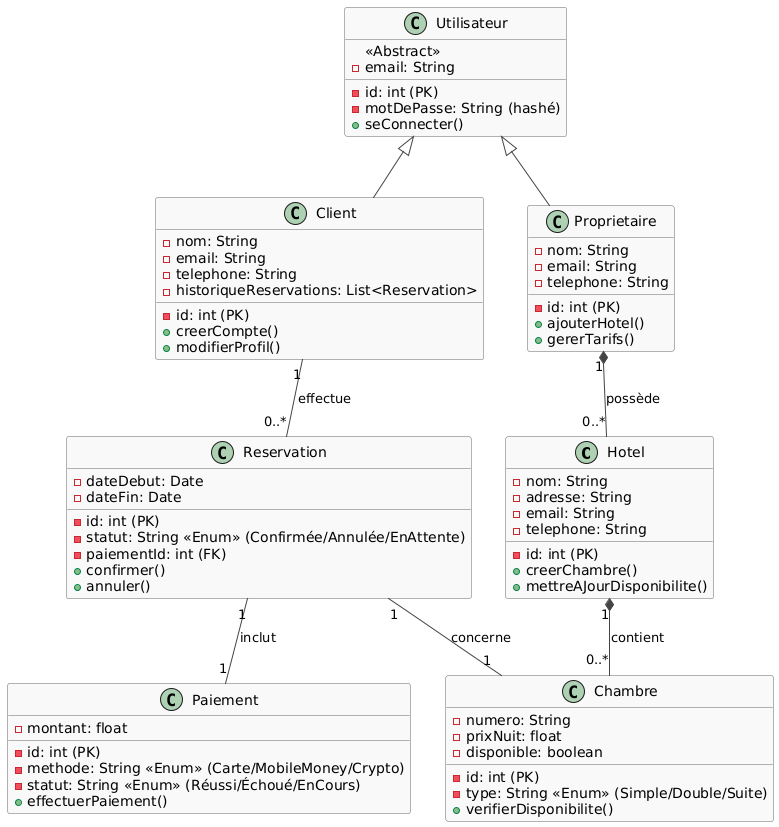 C Utilisateur
«Abstract»
email: String
id: int (PK)
motDePasse: String (hashé)
seConnecter()
C Client
nom: String
email: String
telephone: String
historiqueReservations: List<Reservation>
id: int (PK)
creerCompte()
modifierProfil()
C Proprietaire
nom: String
email: String
telephone: String
id: int (PK)
ajouterHotel()
gererTarifs()
1
effectue
0..*
1
possède
0..*
C Reservation
dateDebut: Date
dateFin: Date
id: int (PK)
statut: String «Enum» (Confirmée/Annulée/EnAttente)
paiementId: int (FK)
confirmer()
annuler()
C Hotel
nom: String
adresse: String
email: String
telephone: String
id: int (PK)
creerChambre()
mettreAJourDisponibilite()
1
inclut
1
1
concerne
1
1
contient
0..*
C Paiement
montant: float
id: int (PK)
methode: String «Enum» (Carte/MobileMoney/Crypto)
statut: String «Enum» (Réussi/Échoué/EnCours)
effectuerPaiement()
C Chambre
numero: String
prixNuit: float
disponible: boolean
id: int (PK)
type: String «Enum» (Simple/Double/Suite)
verifierDisponibilite()